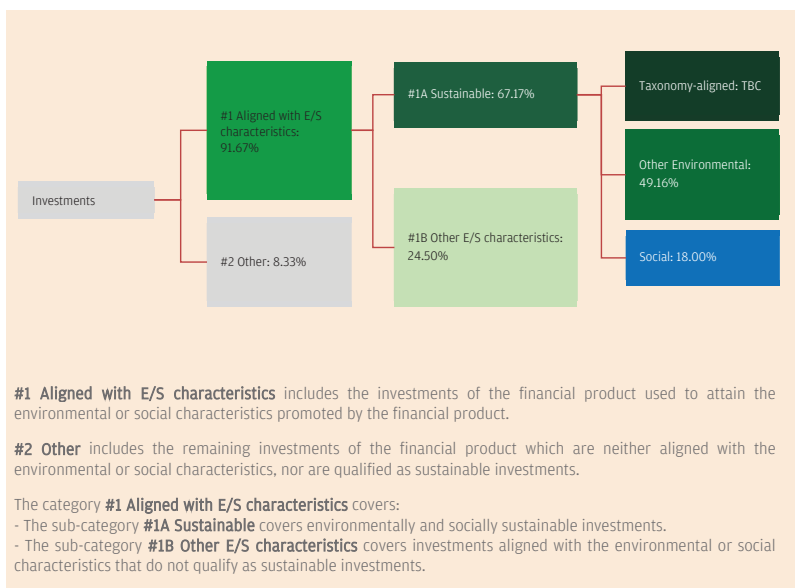 Investments
#1 Aligned with E/S
characteristics:
91.67%
#2 Other: 8.33%
#1A Sustainable: 67.17%
#1B Other E/S characteristics:
24.50%
Taxonomy-aligned: TBC
Other Environmental:
49.16%
Social: 18.00%
#1 Aligned with E/S characteristics includes the investments of the financial product used to attain the
environmental or social characteristics promoted by the financial product.
#2 Other includes the remaining investments of the financial product which are neither aligned with the
environmental or social characteristics, nor are qualified as sustainable investments.
The category #1 Aligned with E/S characteristics covers:
- The sub-category #1A Sustainable covers environmentally and socially sustainable investments.
- The sub-category #1B Other E/S characteristics covers investments aligned with the environmental or social
characteristics that do not qualify as sustainable investments.